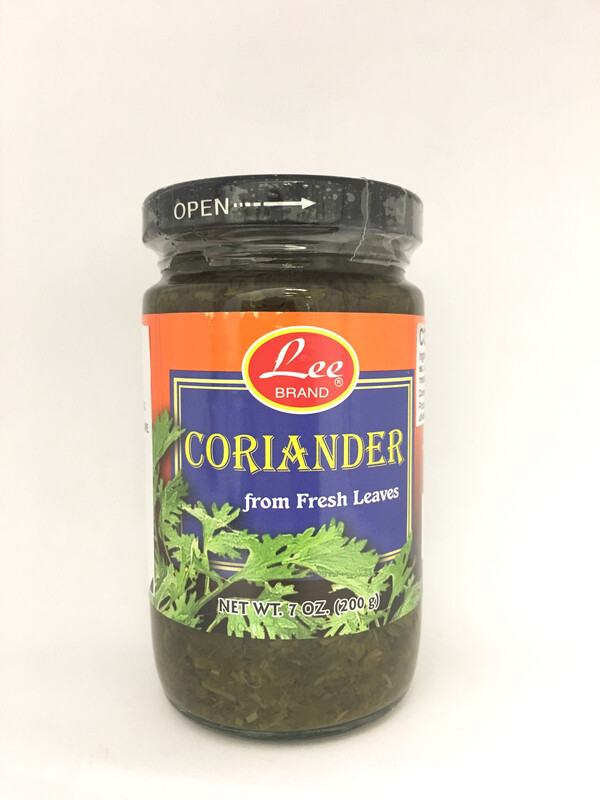 OPEN
Lee
BRAND
®
CORIANDER
from Fresh Leaves
NET WT. 7 OZ. (200 g)